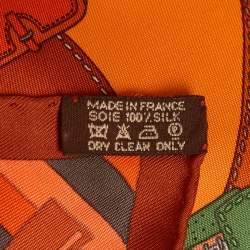 MADE IN FRANCE
SOIE 100% SILK
DRY CLEAN ONLY